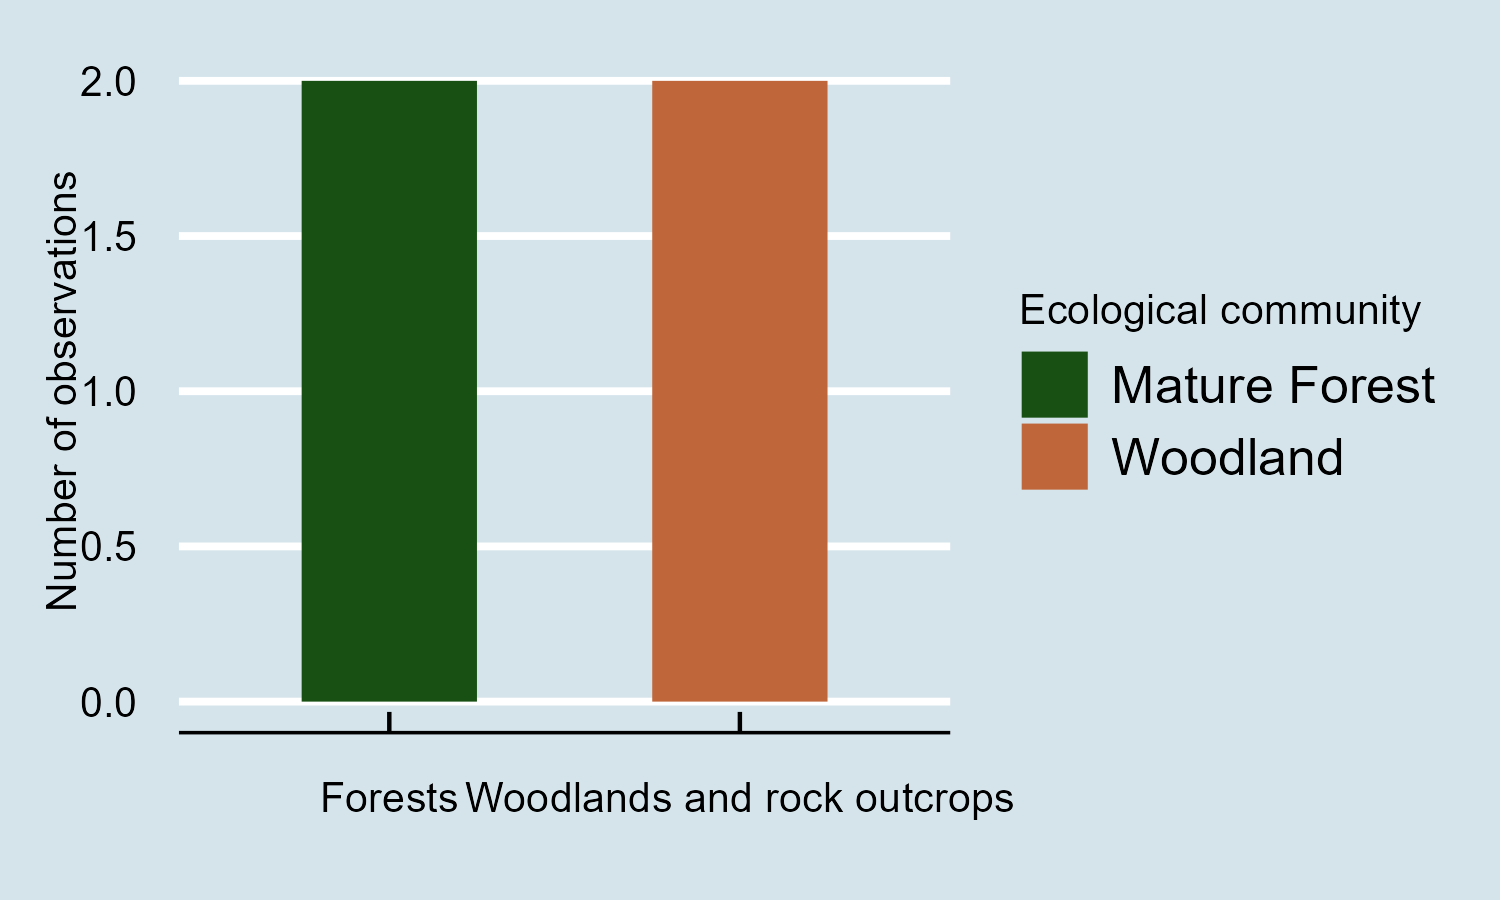 Number of observations
2.0
1.5
1.0
0.5
0.0
Forests
Woodlands and rock outcrops
Ecological community
Mature Forest
Woodland